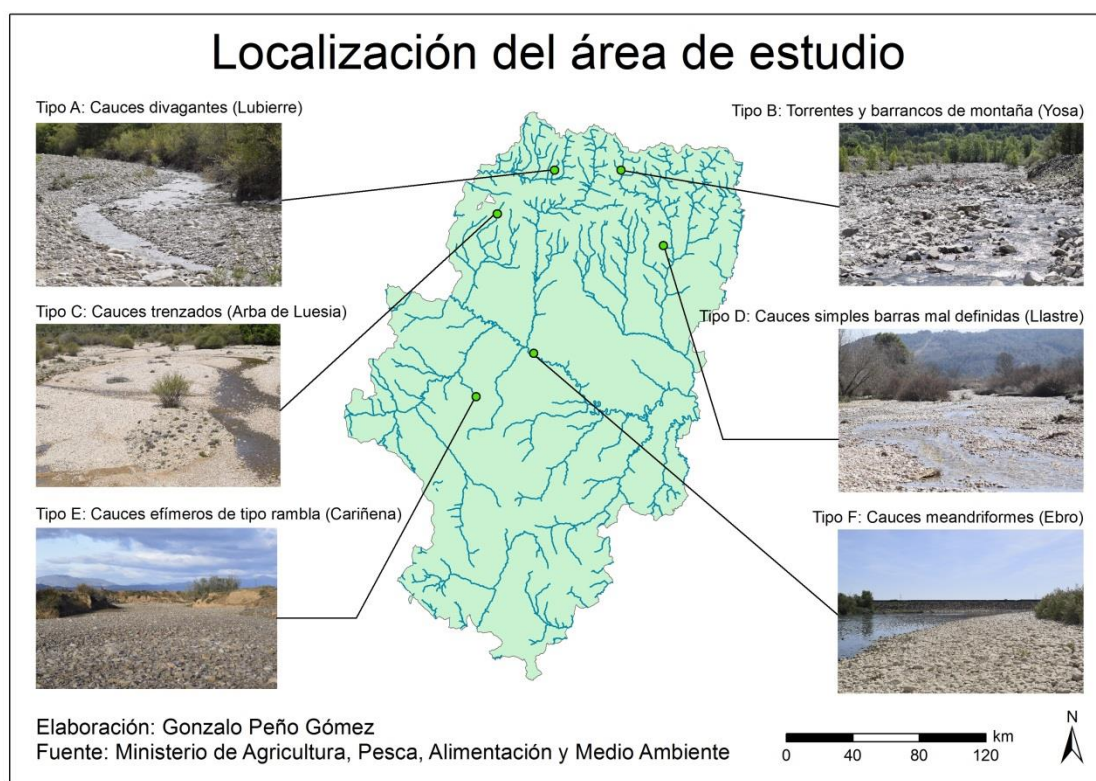 Localización del área de estudio
Tipo A: Cauces divagantes (Lubierre)
Tipo B: Torrentes y barrancos de montaña (Yosa)
Tipo C: Cauces trenzados (Arba de Luesia)
Tipo D: Cauces simples barras mal definidas (Llastre)
Tipo E: Cauces efímeros de tipo rambla (Cariñena)
Tipo F: Cauces meandriformes (Ebro)
Elaboración: Gonzalo Peño Gómez
Fuente: Ministerio de Agricultura, Pesca, Alimentación y Medio Ambiente
km
0 40 80 120
N